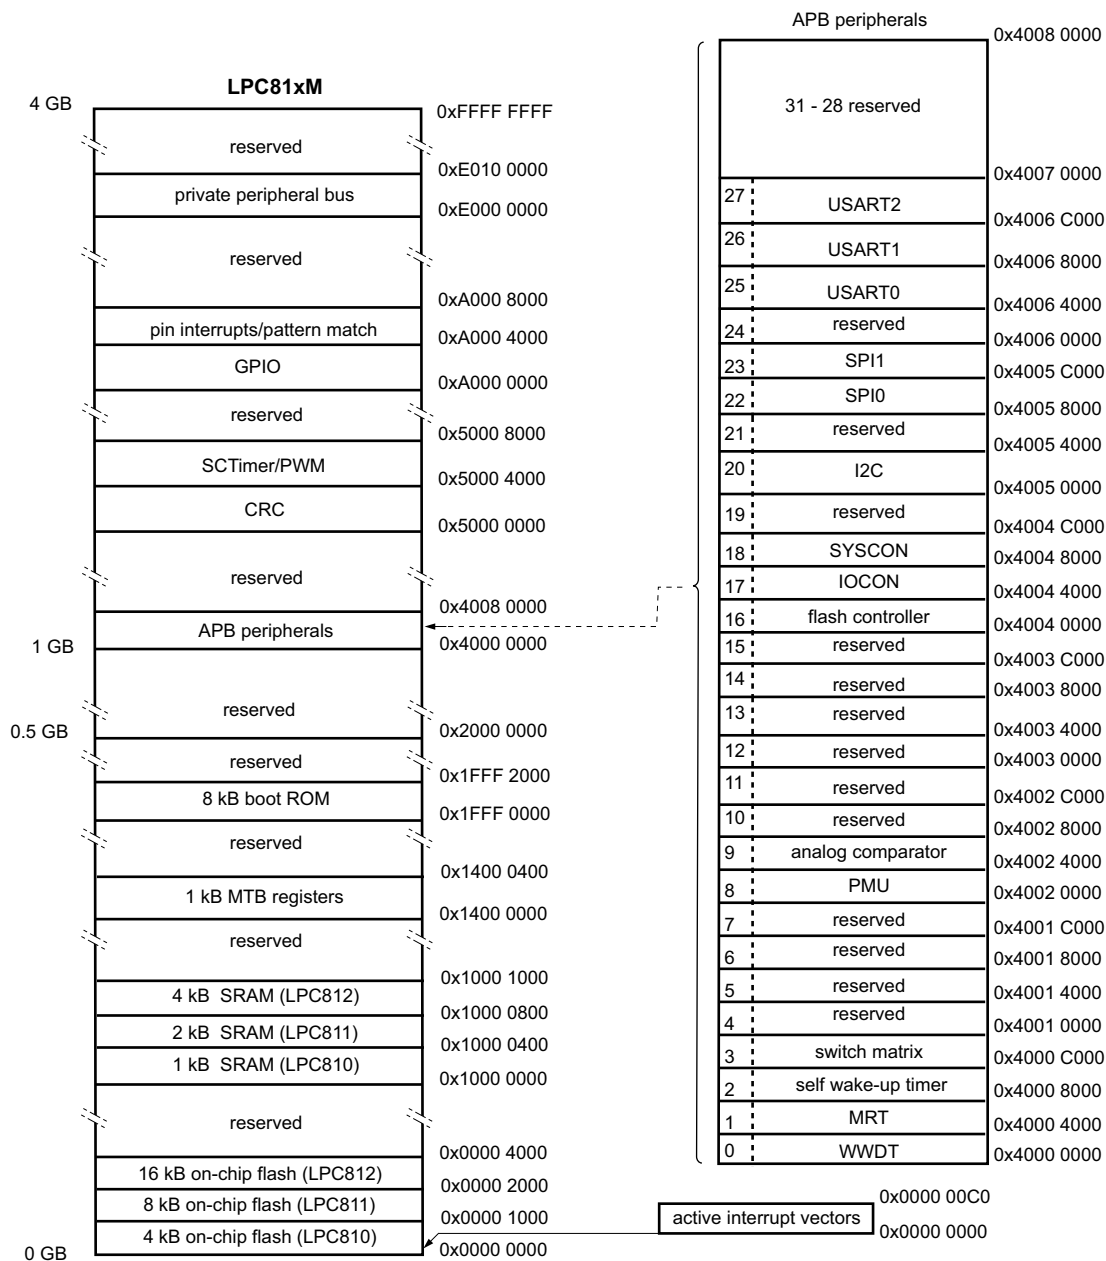 LPC81xM
4 GB
0xFFFF FFFF
reserved
0xE010 0000
private peripheral bus
0xE000 0000
reserved
0xA000 8000
pin interrupts/pattern match
0xA000 4000
GPIO
0xA000 0000
reserved
0x5000 8000
SCTimer/PWM
0x5000 4000
CRC
0x5000 0000
reserved
0x4008 0000
APB peripherals
1 GB
0x4000 0000
reserved
0.5 GB
0x2000 0000
reserved
0x1FFF 2000
8 kB boot ROM
0x1FFF 0000
reserved
0x1400 0400
1 kB MTB registers
0x1400 0000
reserved
0x1000 1000
4 kB SRAM (LPC812)
0x1000 0800
2 kB SRAM (LPC811)
0x1000 0400
1 kB SRAM (LPC810)
0x1000 0000
reserved
0x0000 4000
16 kB on-chip flash (LPC812)
0x0000 2000
8 kB on-chip flash (LPC811)
0x0000 1000
4 kB on-chip flash (LPC810)
0 GB
0x0000 0000
APB peripherals
0x4008 0000
31 - 28 reserved
0x4007 0000
27 USART2
0x4006 C000
26 USART1
0x4006 8000
25 USART0
0x4006 4000
24 reserved
0x4006 0000
23 SPI1
0x4005 C000
22 SPI0
0x4005 8000
21 reserved
0x4005 4000
20 I2C
0x4005 0000
19 reserved
0x4004 C000
18 SYSCON
0x4004 8000
17 IOCON
0x4004 4000
16 flash controller
0x4004 0000
15 reserved
0x4003 C000
14 reserved
0x4003 8000
13 reserved
0x4003 4000
12 reserved
0x4003 0000
11 reserved
0x4002 C000
10 reserved
0x4002 8000
9 analog comparator
0x4002 4000
8 PMU
0x4002 0000
7 reserved
0x4001 C000
6 reserved
0x4001 8000
5 reserved
0x4001 4000
4 reserved
0x4001 0000
3 switch matrix
0x4000 C000
2 self wake-up timer
0x4000 8000
1 MRT
0x4000 4000
0 WWDT
0x4000 0000
0x0000 00C0
active interrupt vectors
0x0000 0000